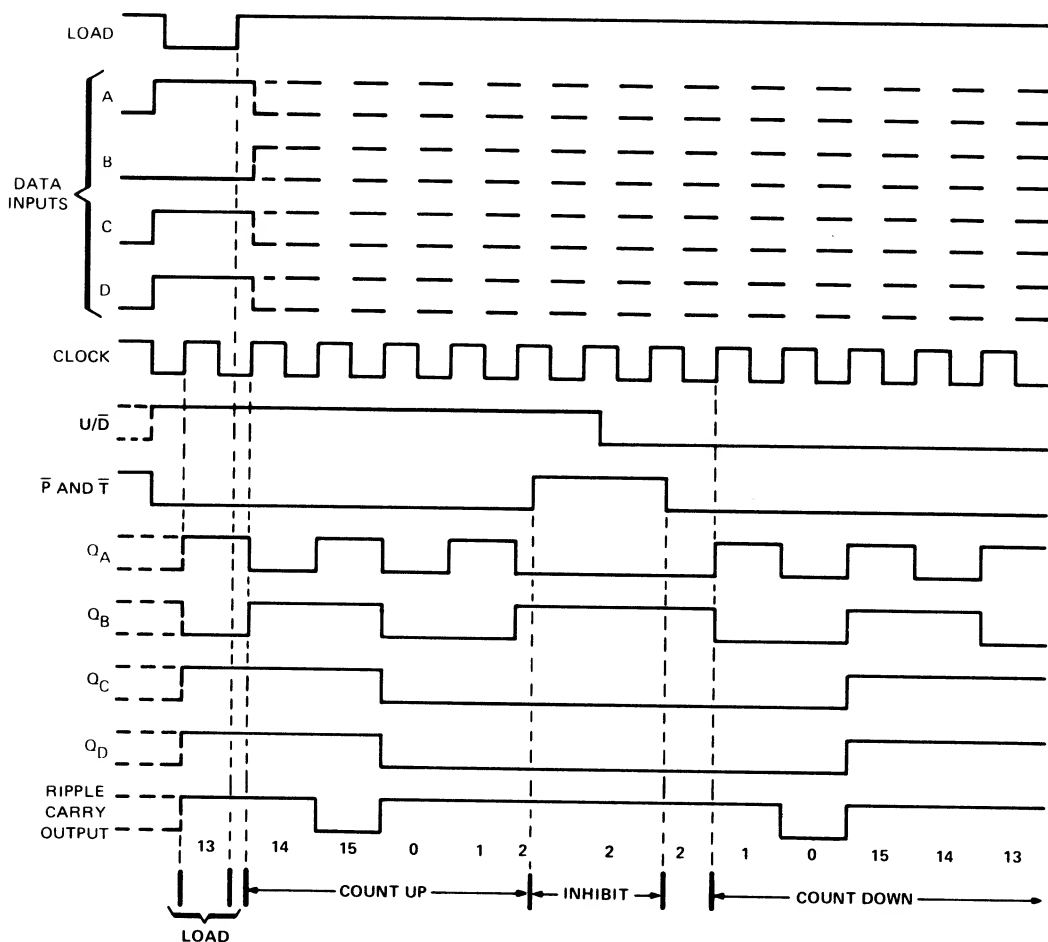 LOAD
A
B
DATA
INPUTS
C
D
CLOCK
U/D̅
P̅ AND T̅
QA
QB
QC
QD
RIPPLE
CARRY
OUTPUT
13 14 15 0 1 2 2 2 1 0 15 14 13
COUNT UP INHIBIT COUNT DOWN
LOAD